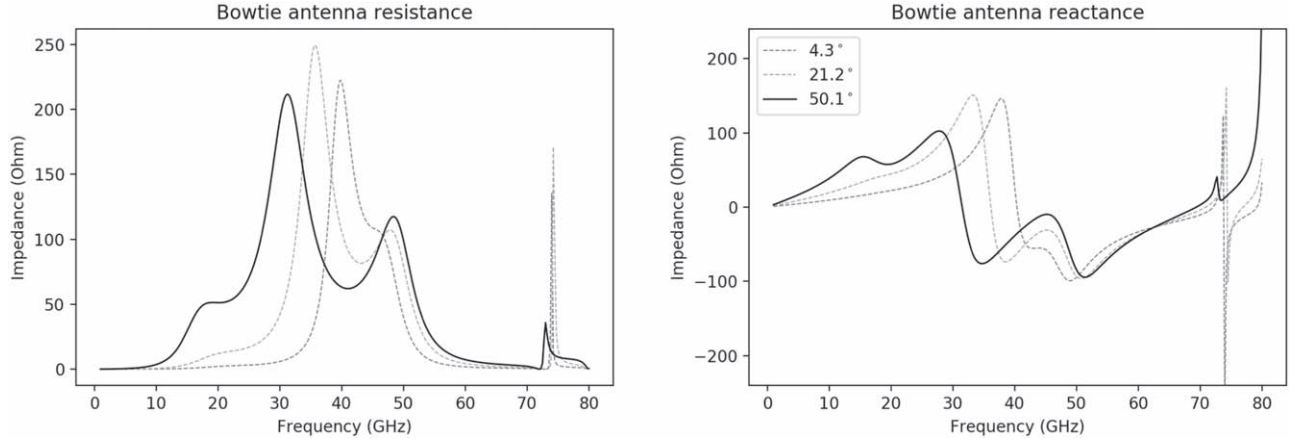 Bowtie antenna resistance
250
200
150
100
50
0
Impedance (Ohm)
0 10 20 30 40 50 60 70 80
Frequency (GHz)
Bowtie antenna reactance
4.3°
21.2°
50.1°
200
100
0
−100
−200
Impedance (Ohm)
0 10 20 30 40 50 60 70 80
Frequency (GHz)